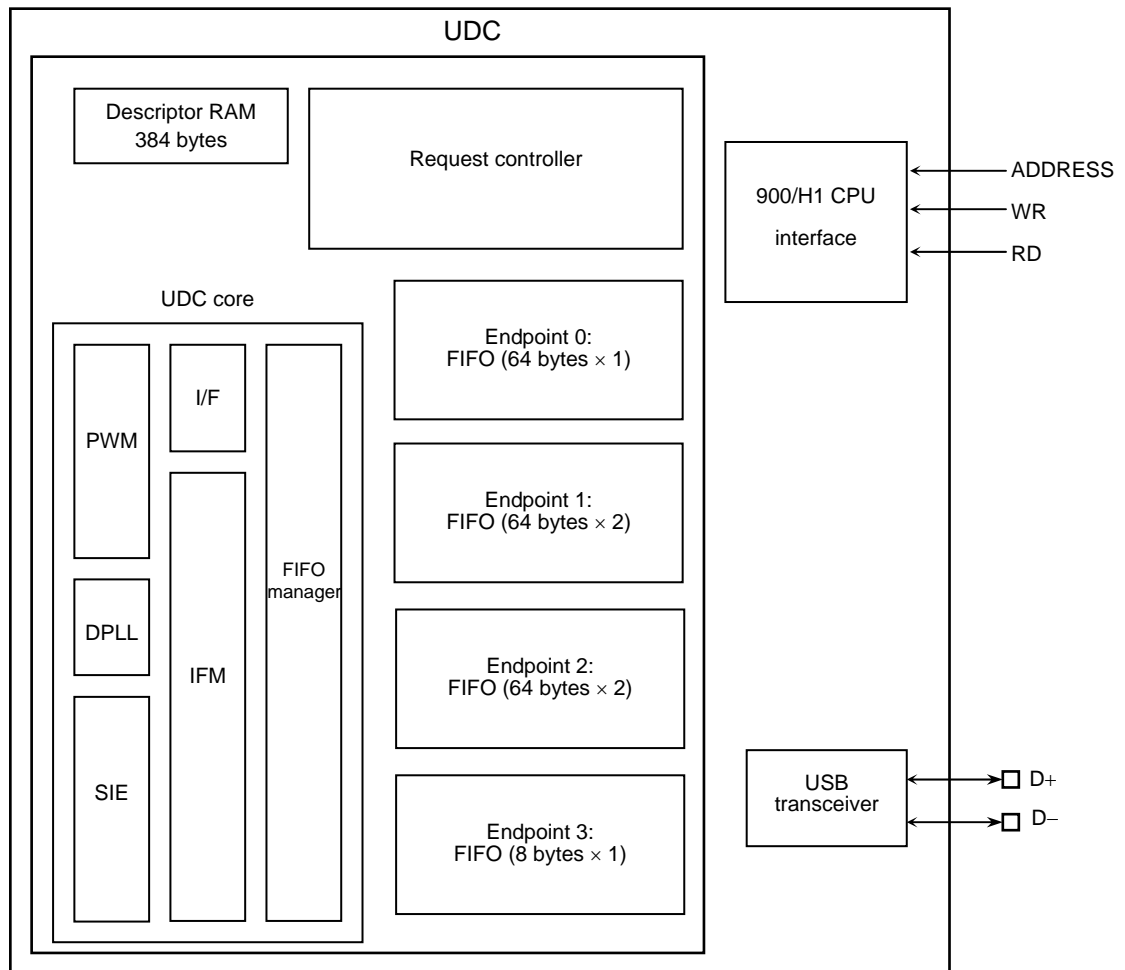 UDC
Descriptor RAM
384 bytes
Request controller
900/H1 CPU
interface
ADDRESS
WR
RD
UDC core
PWM
I/F
FIFO
manager
DPLL
IFM
SIE
Endpoint 0:
FIFO (64 bytes × 1)
Endpoint 1:
FIFO (64 bytes × 2)
Endpoint 2:
FIFO (64 bytes × 2)
Endpoint 3:
FIFO (8 bytes × 1)
USB
transceiver
D+
D−